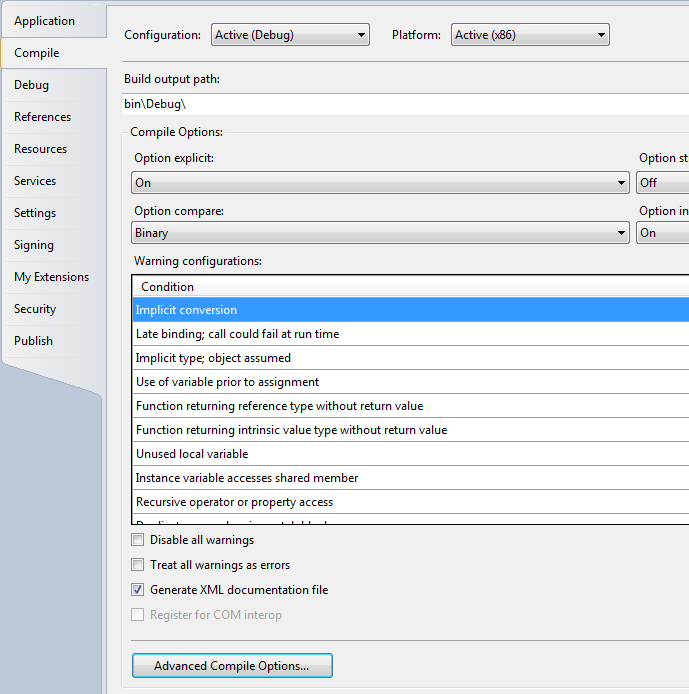 Application
Compile
Debug
References
Resources
Services
Settings
Signing
My Extensions
Security
Publish
Configuration: Active (Debug) Platform: Active (x86)
Build output path:
bin\Debug\
Compile Options:
Option explicit: Option st
On Off
Option compare: Option in
Binary On
Warning configurations:
Condition
Implicit conversion
Late binding; call could fail at run time
Implicit type; object assumed
Use of variable prior to assignment
Function returning reference type without return value
Function returning intrinsic value type without return value
Unused local variable
Instance variable accesses shared member
Recursive operator or property access
Disable all warnings
Treat all warnings as errors
Generate XML documentation file
Register for COM interop
Advanced Compile Options...